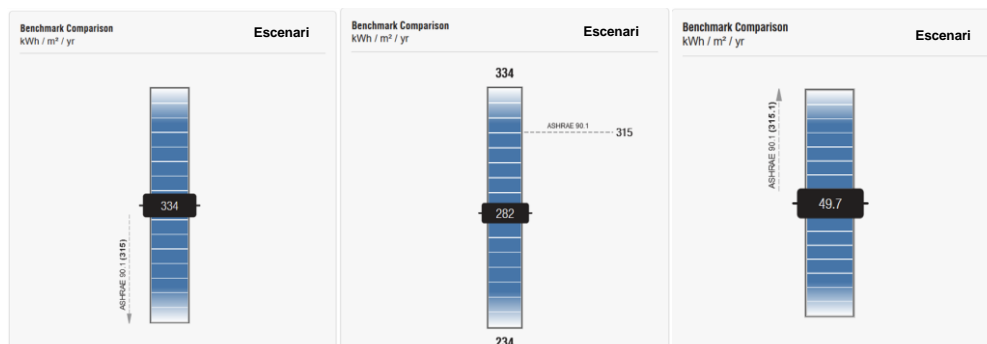 Benchmark Comparison
kWh / m² / yr
Escenari
334
ASHRAE 90.1 (315)
Benchmark Comparison
kWh / m² / yr
Escenari
334
ASHRAE 90.1
315
282
234
Benchmark Comparison
kWh / m² / yr
Escenari
ASHRAE 90.1 (315.1)
49.7